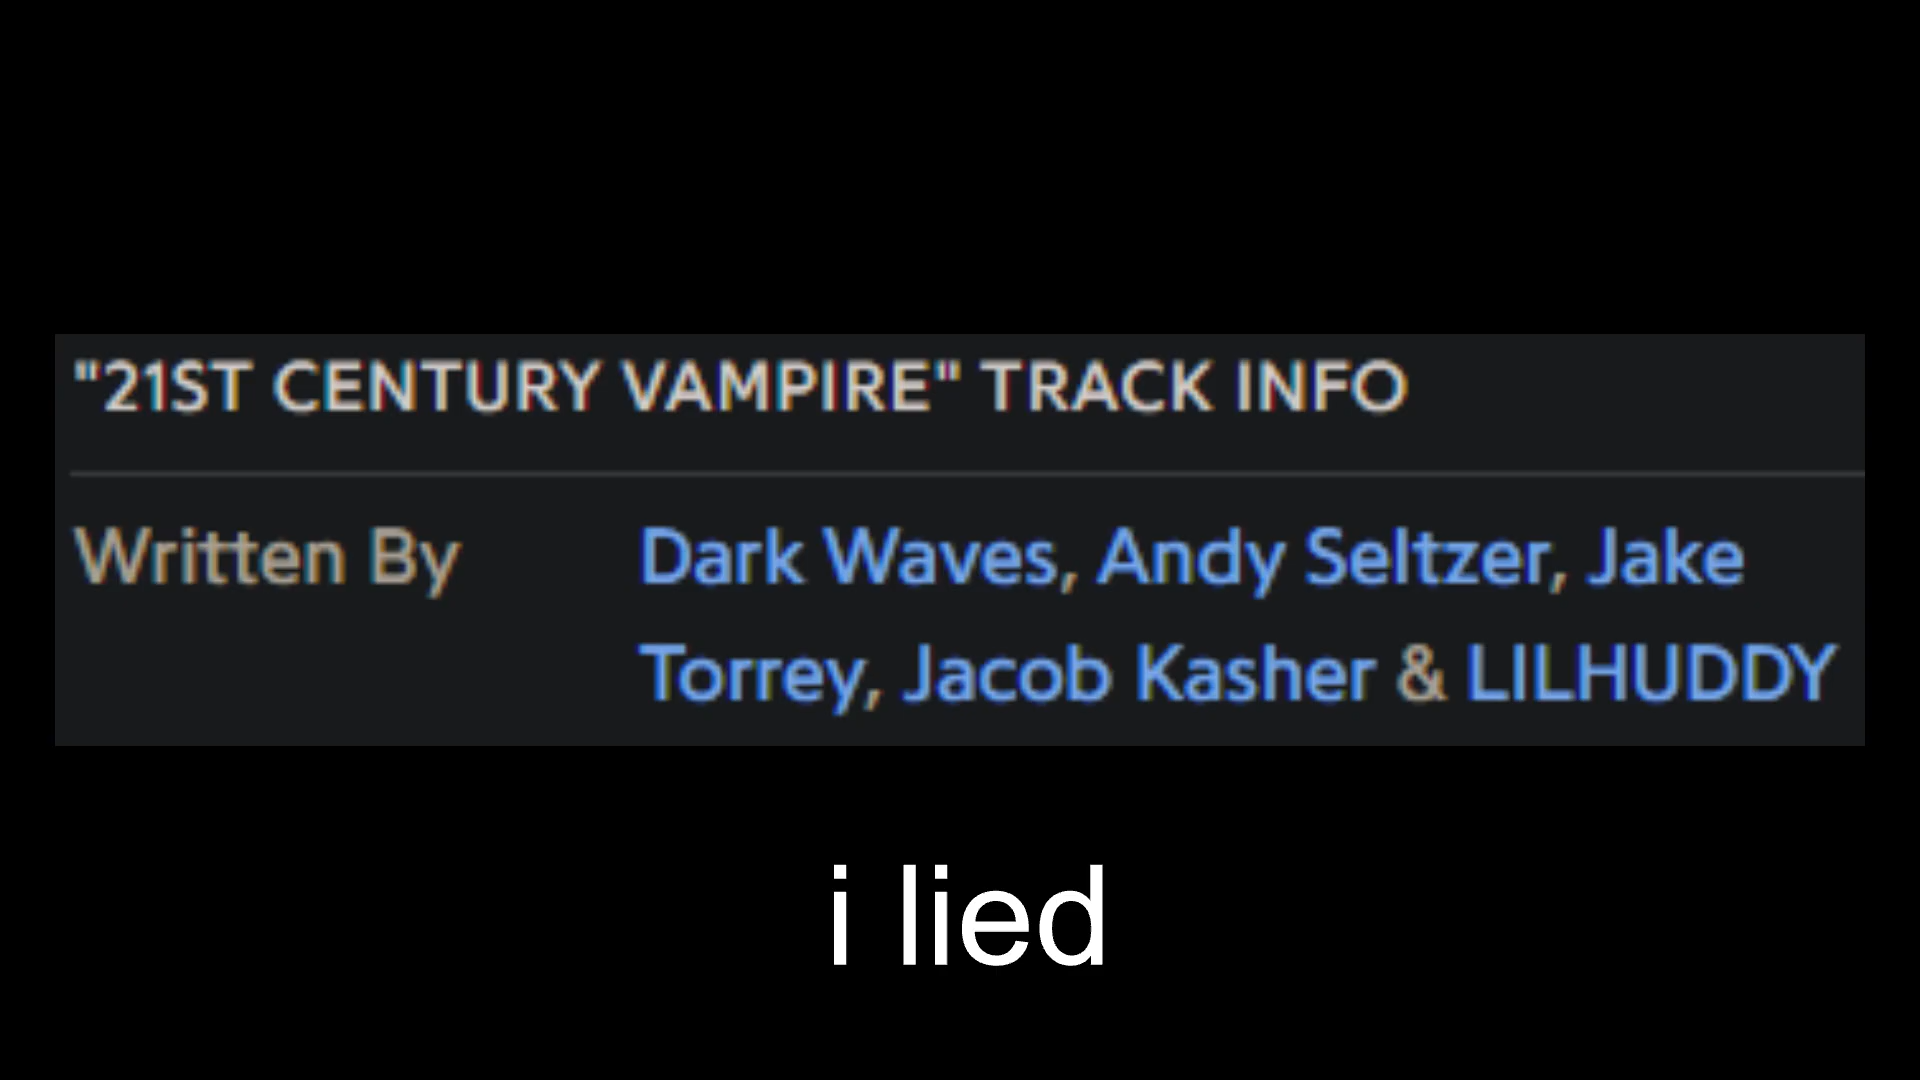 "21ST CENTURY VAMPIRE" TRACK INFO
Written By Dark Waves, Andy Seltzer, Jake
Torrey, Jacob Kasher & LILHUDDY
i lied